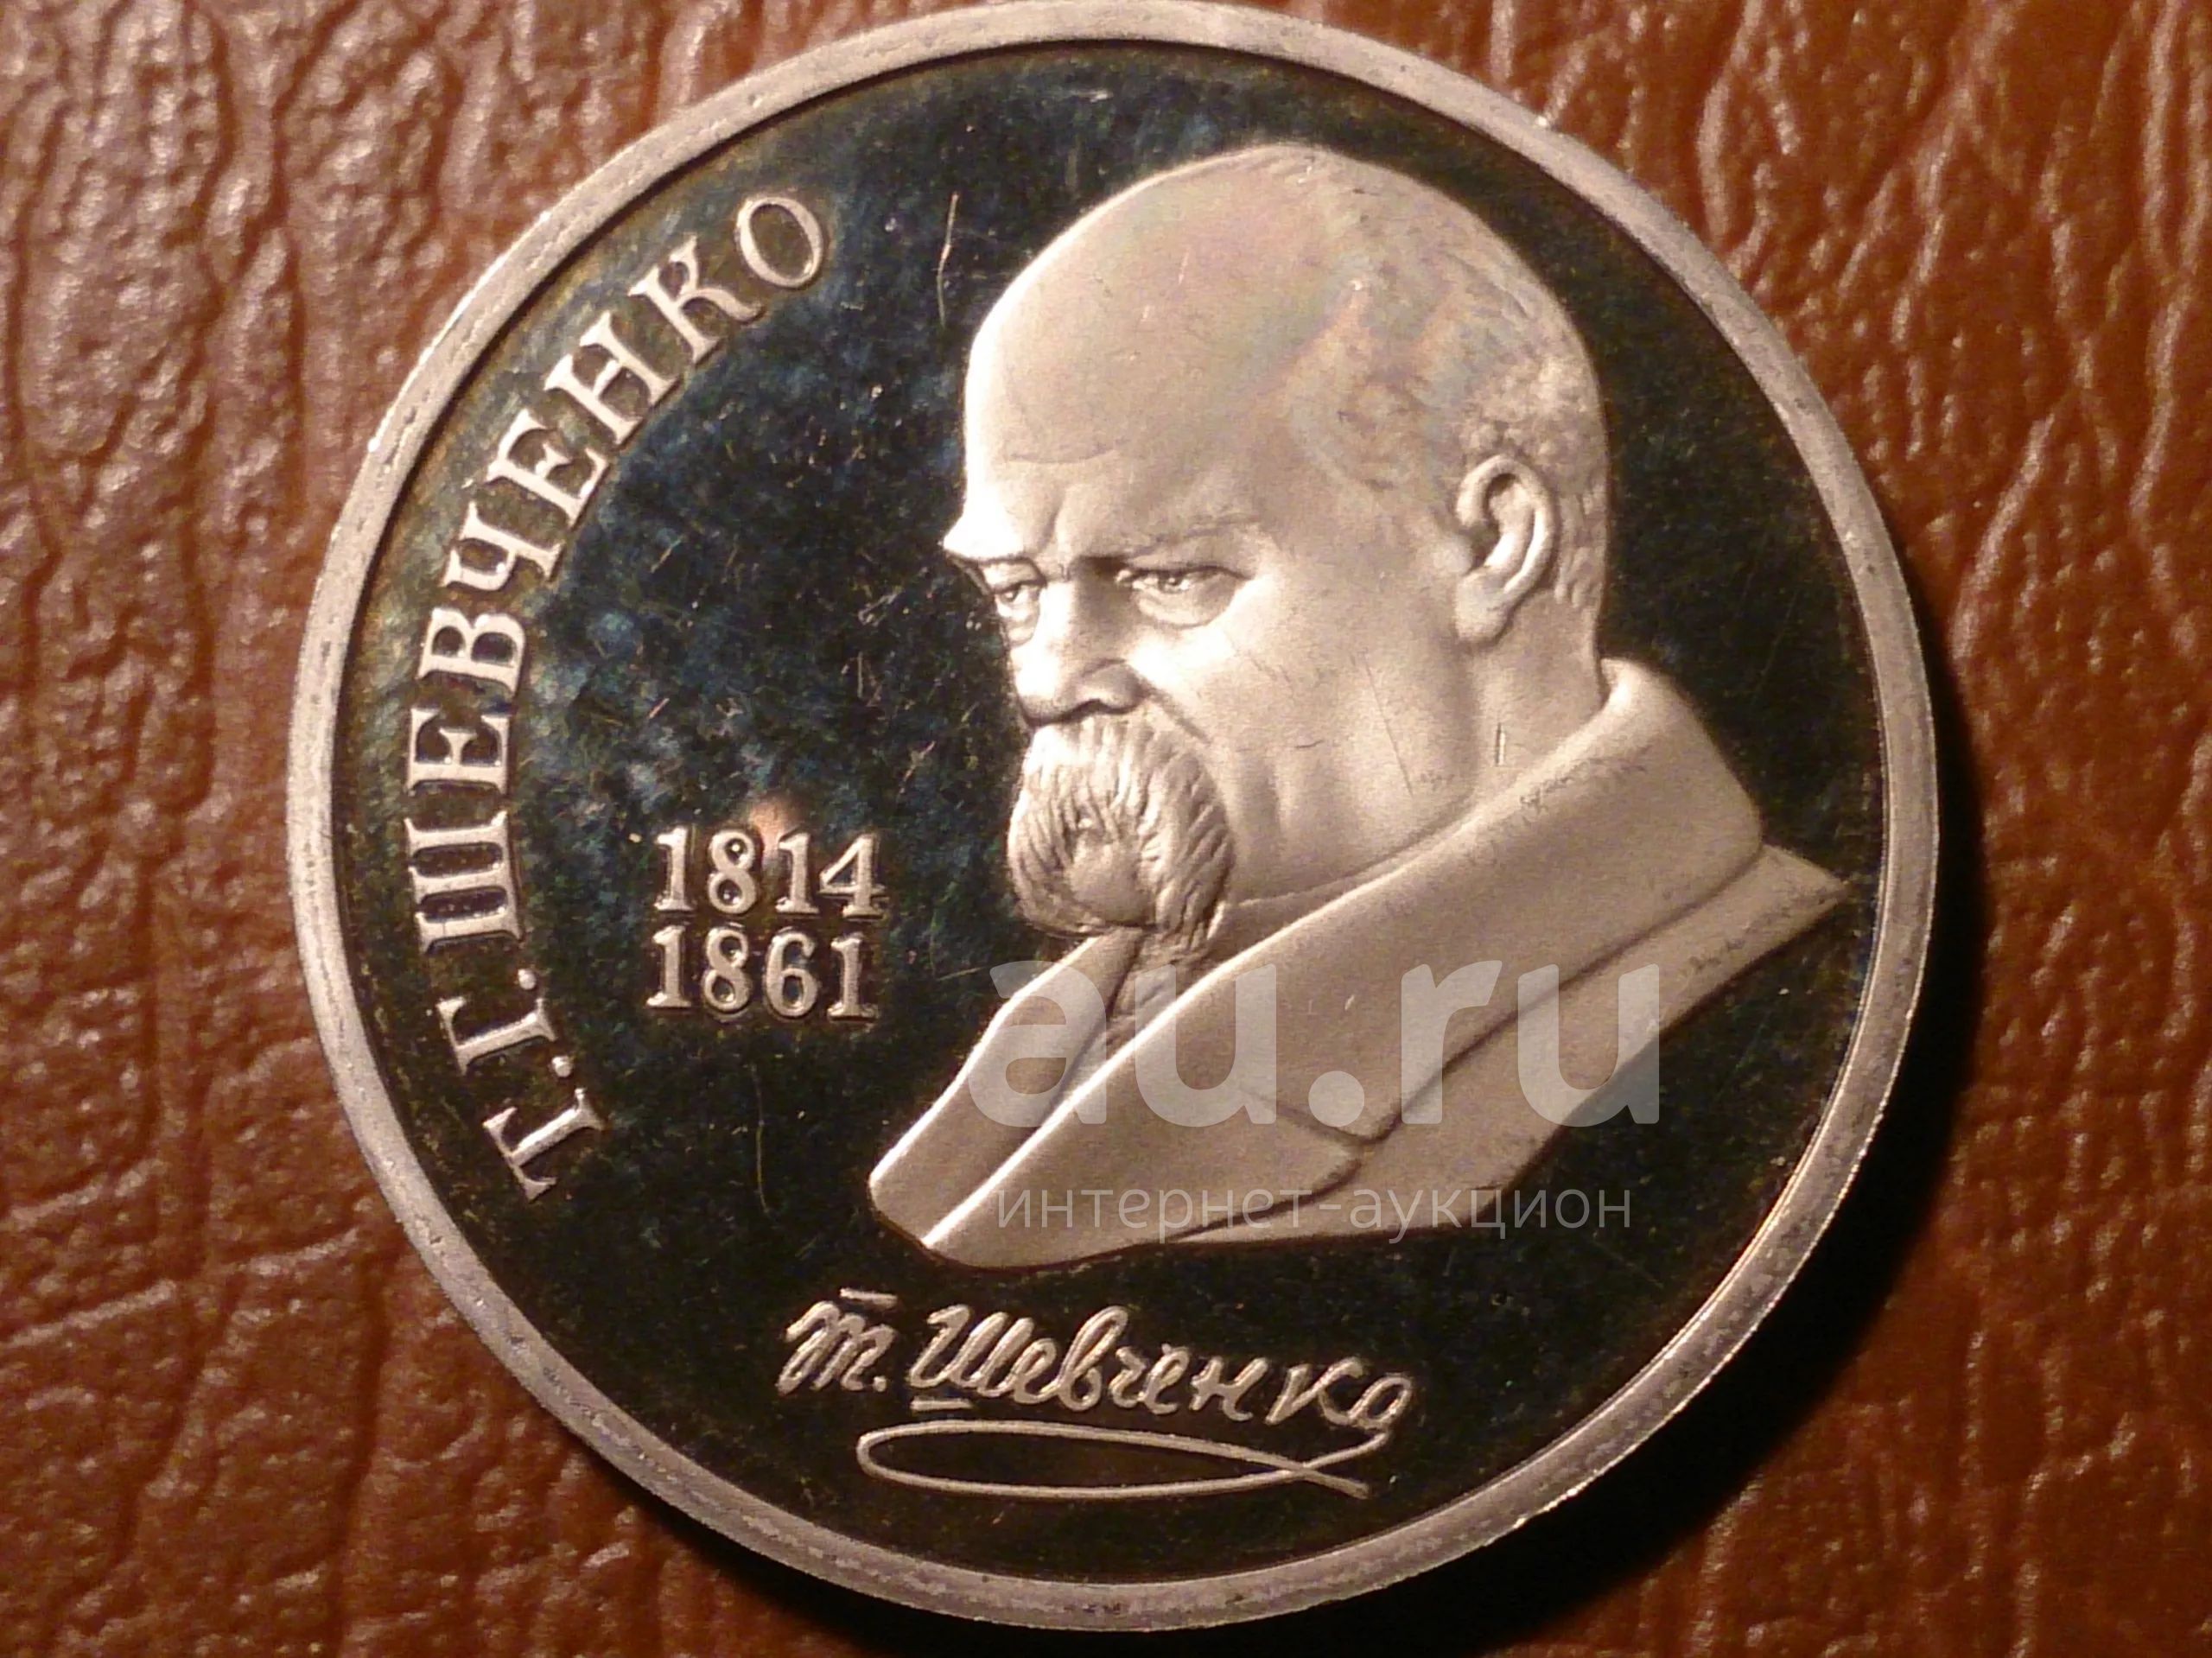 Т.Г.ШЕВЧЕНКО
1814
1861
au.ru
интернет-аукцион
Т.Шевченко